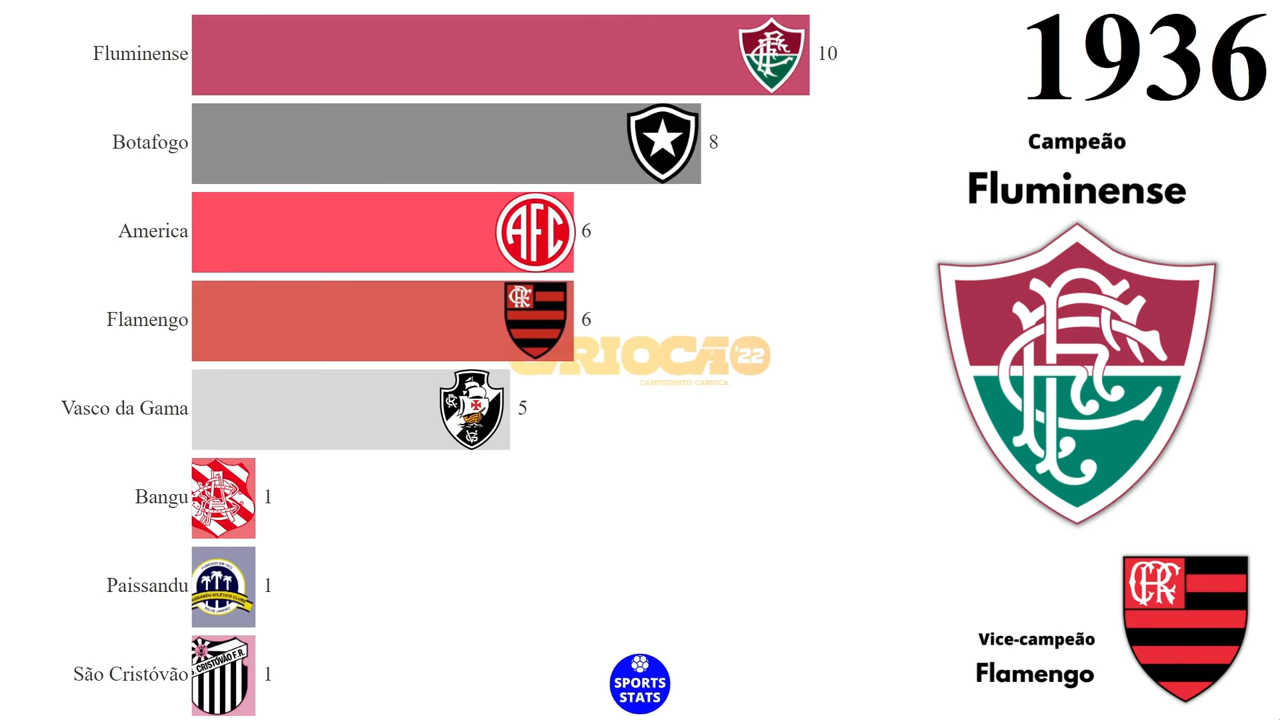 Fluminense
10
Botafogo
8
America
AFC
6
Flamengo
6
Vasco da Gama
5
Bangu
1
Paissandu
1
São Cristóvão
CRISTÓVÃO F.R.
1
1936
Campeão
Fluminense
CARIOCÃO '22
CAMPEONATO CARIOCA
Vice-campeão
Flamengo
SPORTS
STATS